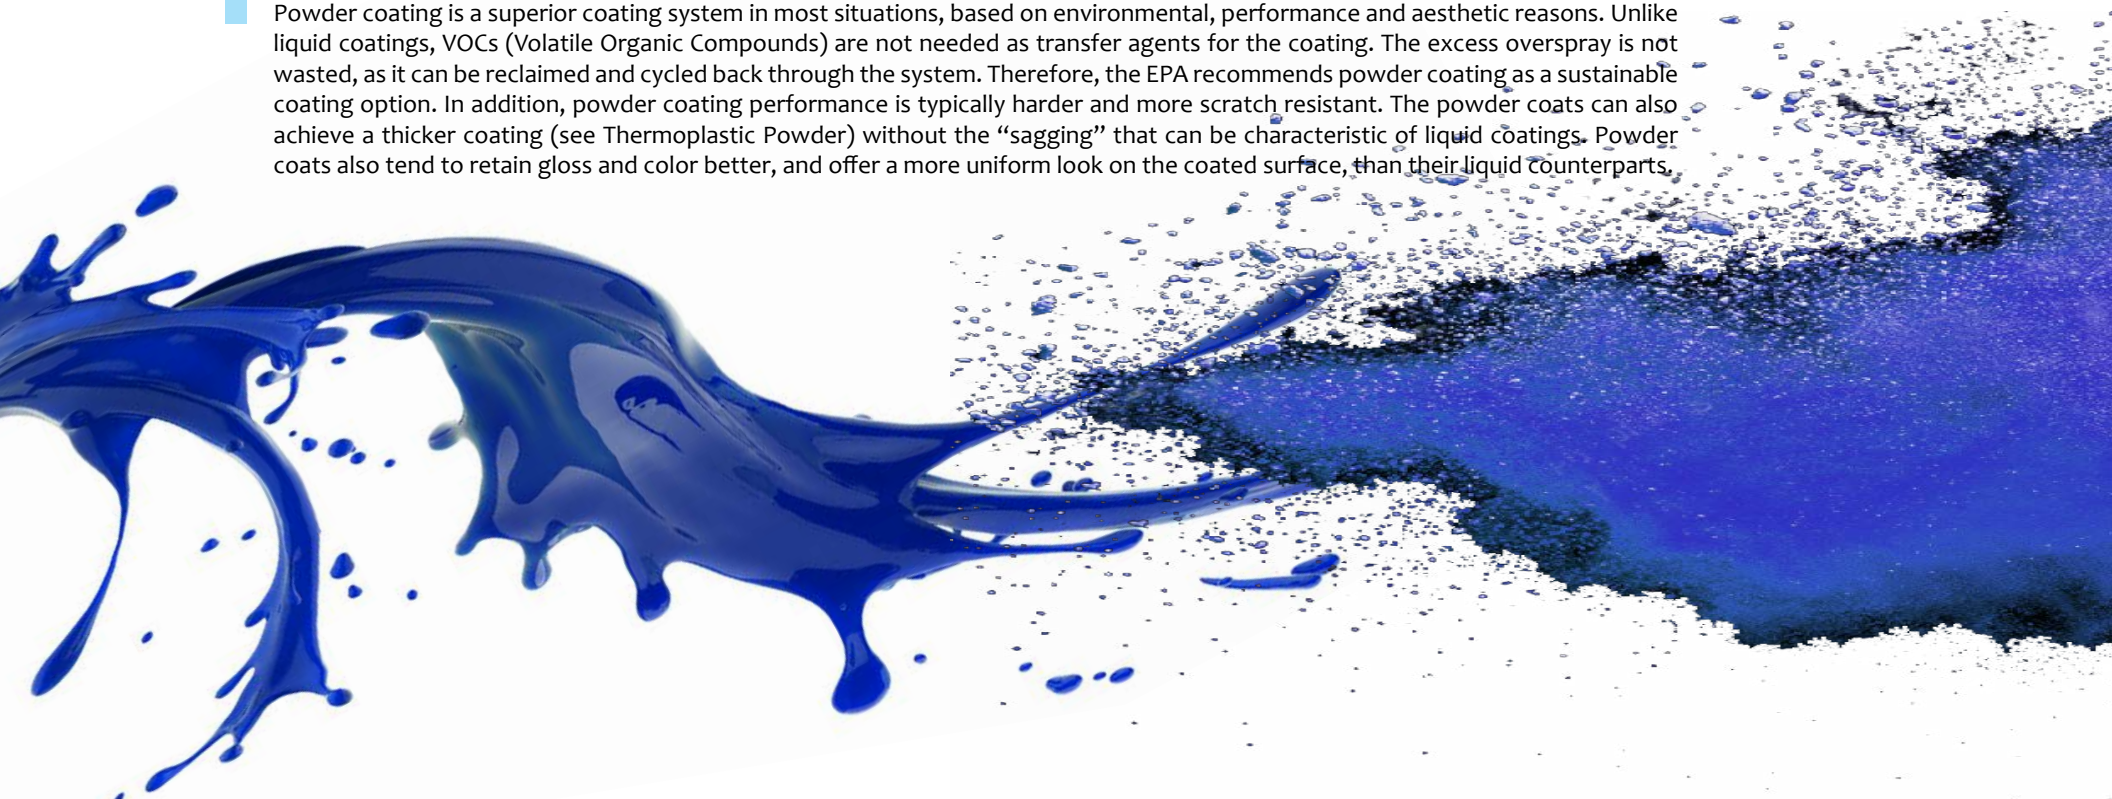 Powder coating is a superior coating system in most situations, based on environmental, performance and aesthetic reasons. Unlike
liquid coatings, VOCs (Volatile Organic Compounds) are not needed as transfer agents for the coating. The excess overspray is not
wasted, as it can be reclaimed and cycled back through the system. Therefore, the EPA recommends powder coating as a sustainable
coating option. In addition, powder coating performance is typically harder and more scratch resistant. The powder coats can also
achieve a thicker coating (see Thermoplastic Powder) without the “sagging” that can be characteristic of liquid coatings. Powder
coats also tend to retain gloss and color better, and offer a more uniform look on the coated surface, than their liquid counterparts.